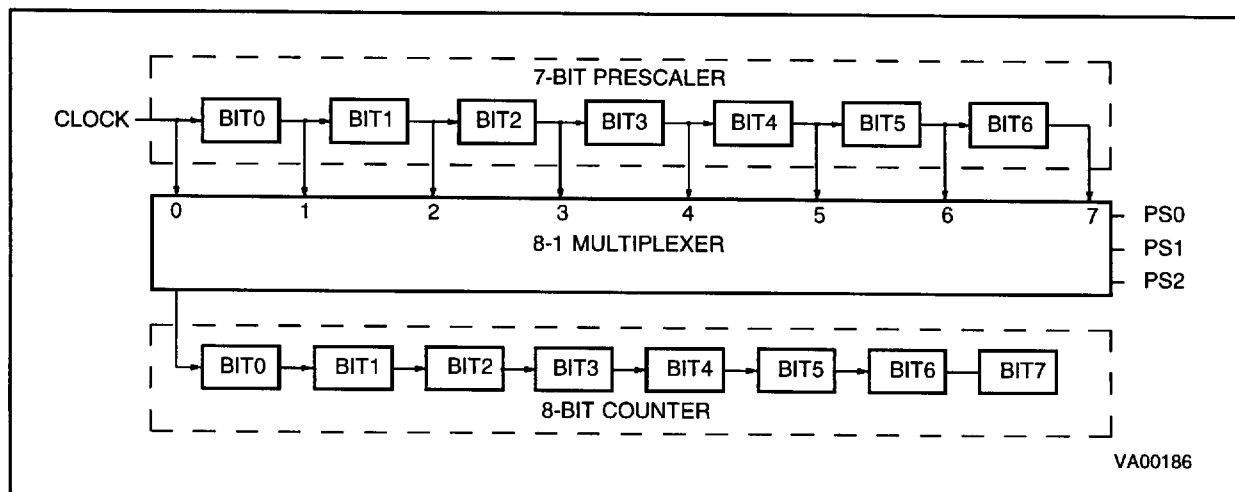 7-BIT PRESCALER
CLOCK BIT0 BIT1 BIT2 BIT3 BIT4 BIT5 BIT6
0 1 2 3 4 5 6 7 PS0
8-1 MULTIPLEXER PS1
PS2
BIT0 BIT1 BIT2 BIT3 BIT4 BIT5 BIT6 BIT7
8-BIT COUNTER
VA00186